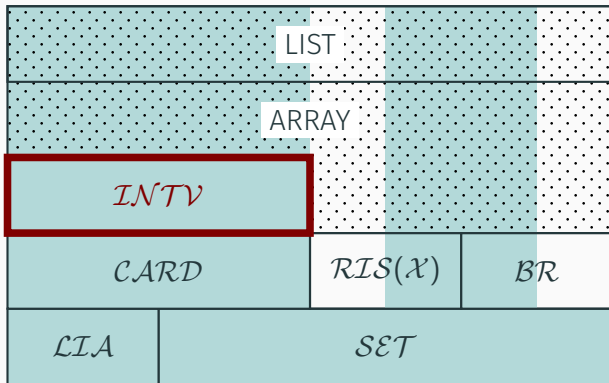 LIST
ARRAY
𝓘𝓝𝓣𝓥
𝓒𝓐𝓡𝓓
𝓡𝓘𝓢(𝓧)
𝓑𝓡
𝓛𝓘𝓐
𝓢𝓔𝓣